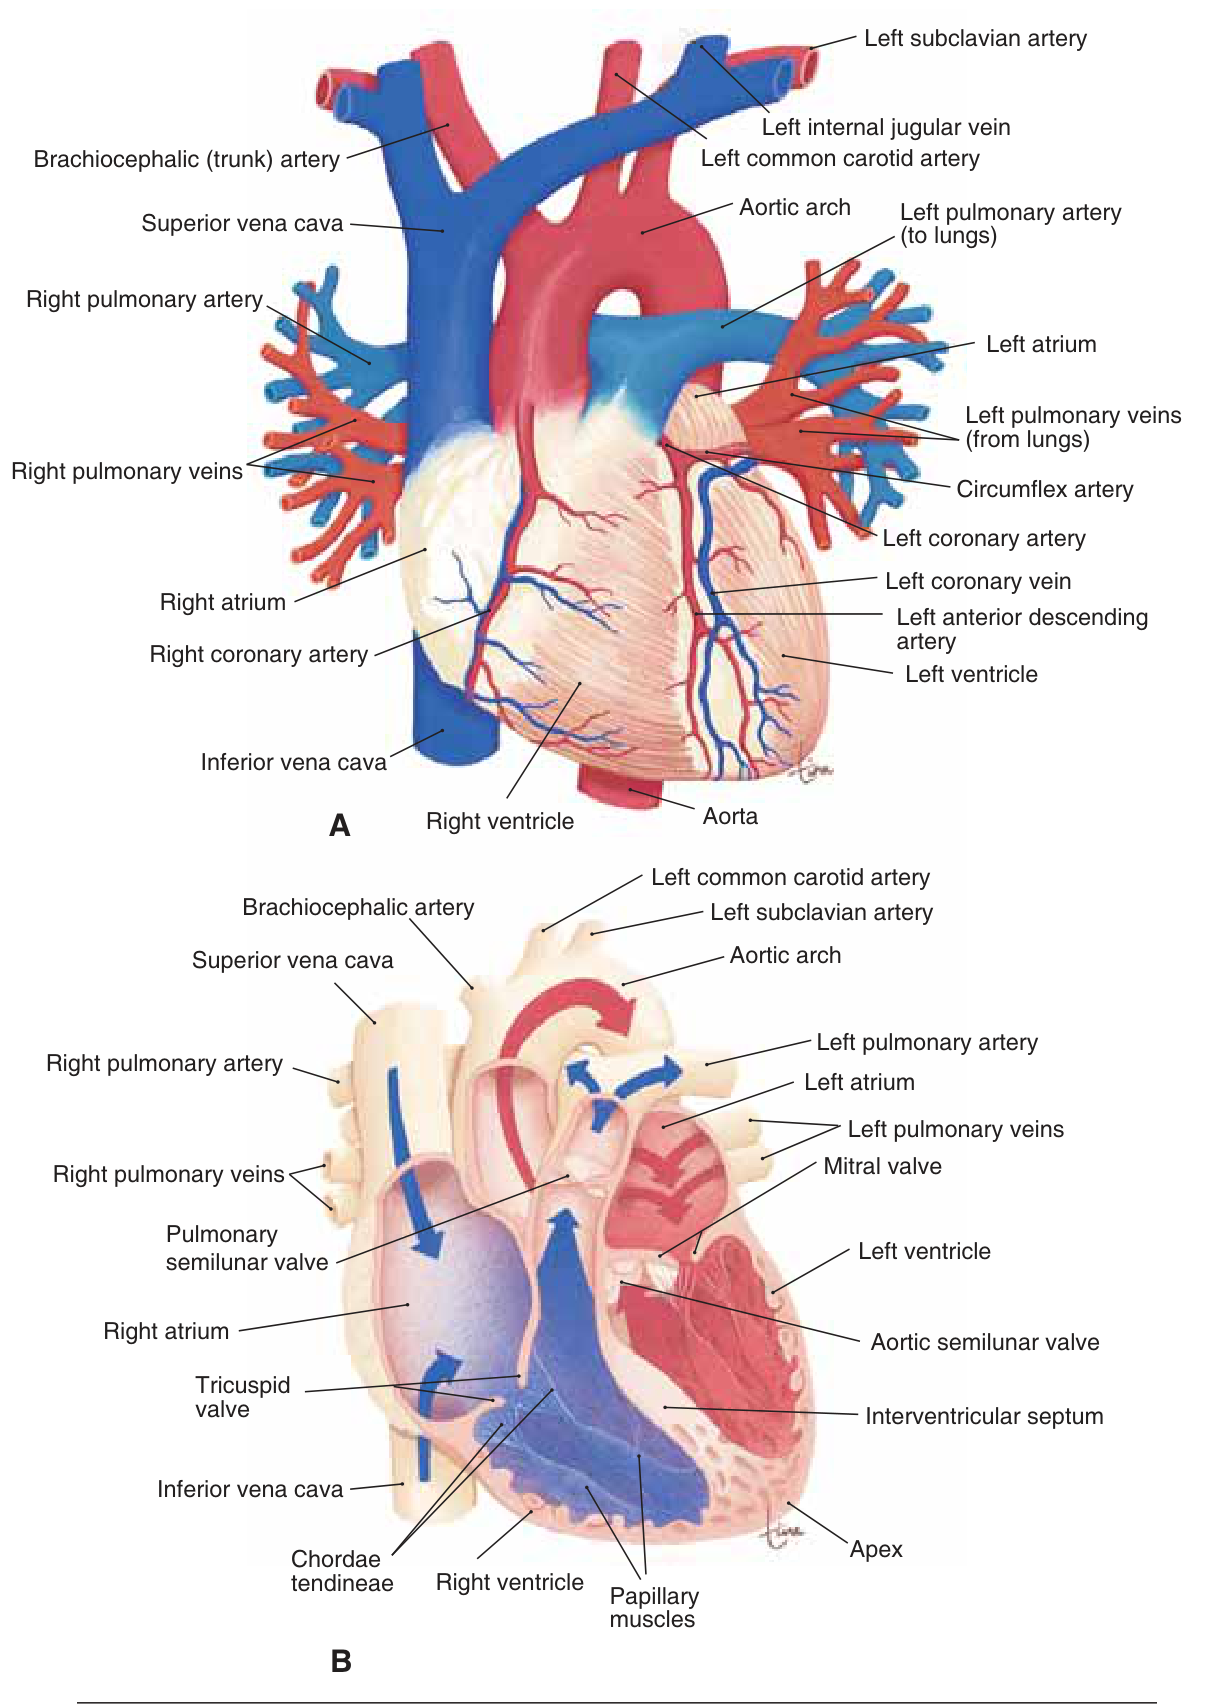 Left subclavian artery
Left internal jugular vein
Brachiocephalic (trunk) artery
Left common carotid artery
Superior vena cava
Aortic arch
Left pulmonary artery
(to lungs)
Right pulmonary artery
Left atrium
Left pulmonary veins
(from lungs)
Right pulmonary veins
Circumflex artery
Left coronary artery
Left coronary vein
Right atrium
Left anterior descending
artery
Right coronary artery
Left ventricle
Inferior vena cava
Right ventricle
Aorta
A
Left common carotid artery
Brachiocephalic artery
Left subclavian artery
Aortic arch
Superior vena cava
Left pulmonary artery
Right pulmonary artery
Left atrium
Left pulmonary veins
Mitral valve
Right pulmonary veins
Pulmonary
semilunar valve
Left ventricle
Right atrium
Aortic semilunar valve
Tricuspid
valve
Interventricular septum
Inferior vena cava
Apex
Chordae
tendineae
Right ventricle
Papillary
muscles
B